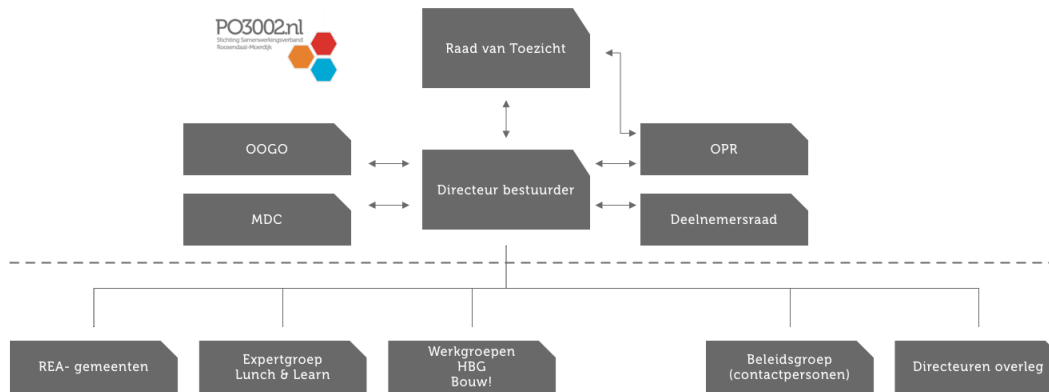 PO3002.nl
Stichting Samenwerkingsverband
Roosendaal-Moerdijk
Raad van Toezicht
OOGO
OPR
Directeur bestuurder
MDC
Deelnemersraad
REA- gemeenten
Expertgroep
Lunch & Learn
Werkgroepen
HBG
Bouw!
Beleidsgroep
(contactpersonen)
Directeuren overleg